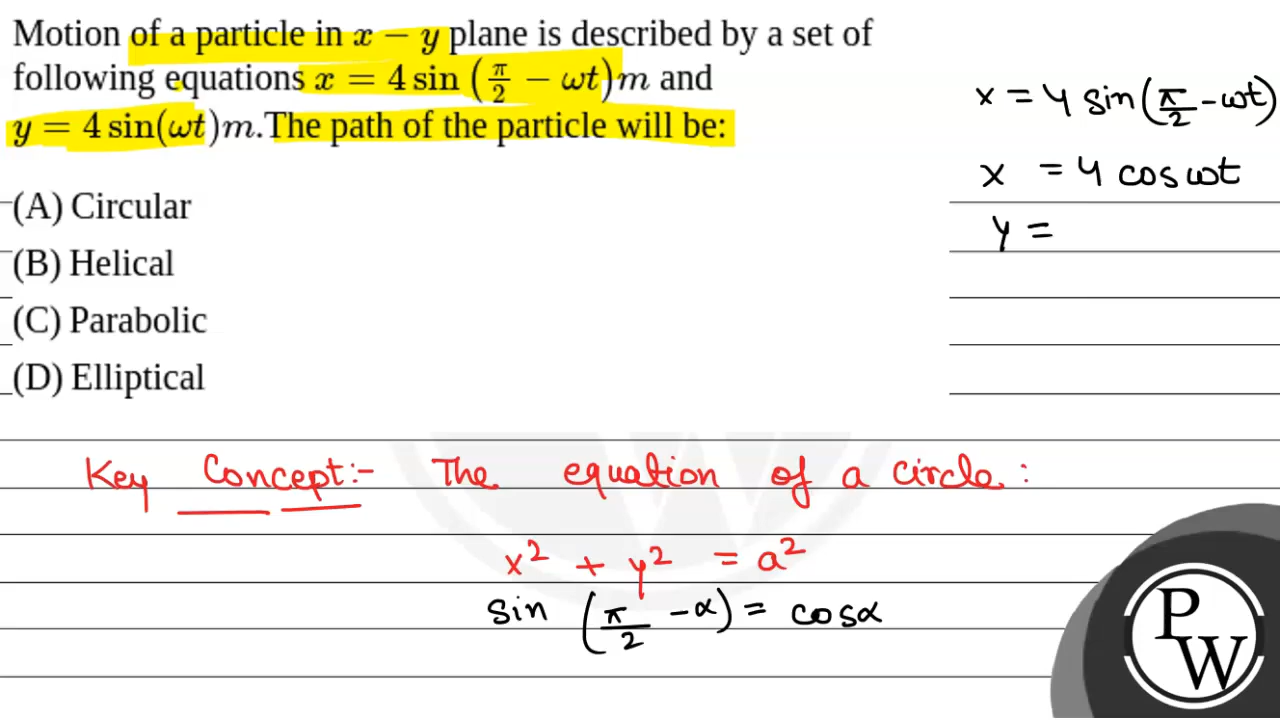 Motion of a particle in x − y plane is described by a set of
following equations x = 4 sin (π/2 − ωt) m and
y = 4 sin(ωt) m.The path of the particle will be:
(A) Circular
(B) Helical
(C) Parabolic
(D) Elliptical
x = 4 sin(π/2 - ωt)
x = 4 cos ωt
y =
Key Concept:- The equation of a circle:
x² + y² = a²
sin (π/2 - α) = cosα
PW